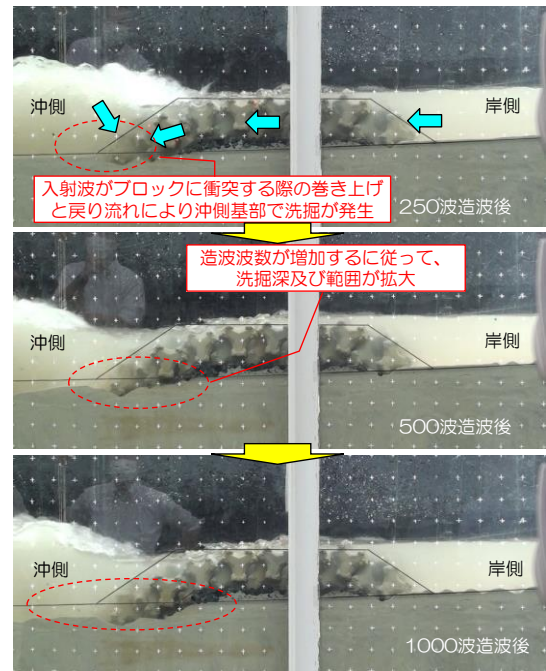 沖側
岸側
入射波がブロックに衝突する際の巻き上げ
と戻り流れにより沖側基部で洗掘が発生
250波造波後
造波波数が増加するに従って、
洗掘深及び範囲が拡大
沖側
岸側
500波造波後
沖側
岸側
1000波造波後